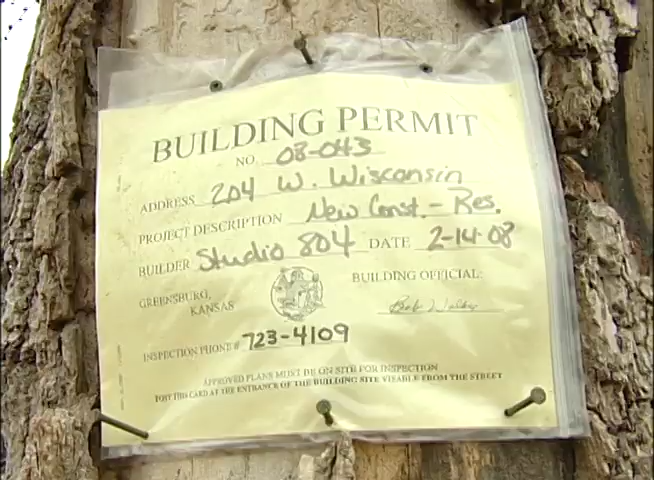 BUILDING PERMIT
NO. 08-043
ADDRESS 204 W. Wisconsin
PROJECT DESCRIPTION New Const. - Res.
BUILDER Studio 804 DATE 2-14-08
GREENSBURG, KANSAS
BUILDING OFFICIAL:
INSPECTION PHONE# 723-4109
APPROVED PLANS MUST BE ON SITE FOR INSPECTION
POST THIS CARD AT THE ENTRANCE OF THE BUILDING SITE VISABLE FROM THE STREET